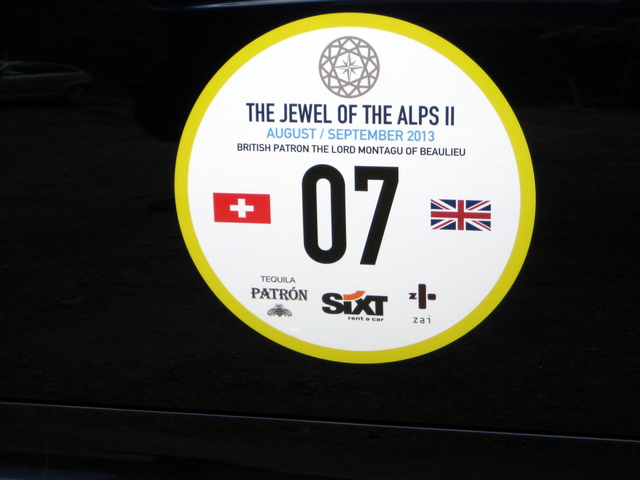 THE JEWEL OF THE ALPS II
AUGUST / SEPTEMBER 2013
BRITISH PATRON THE LORD MONTAGU OF BEAULIEU
07
TEQUILA
PATRÓN
SIXT
rent a car
z
zai